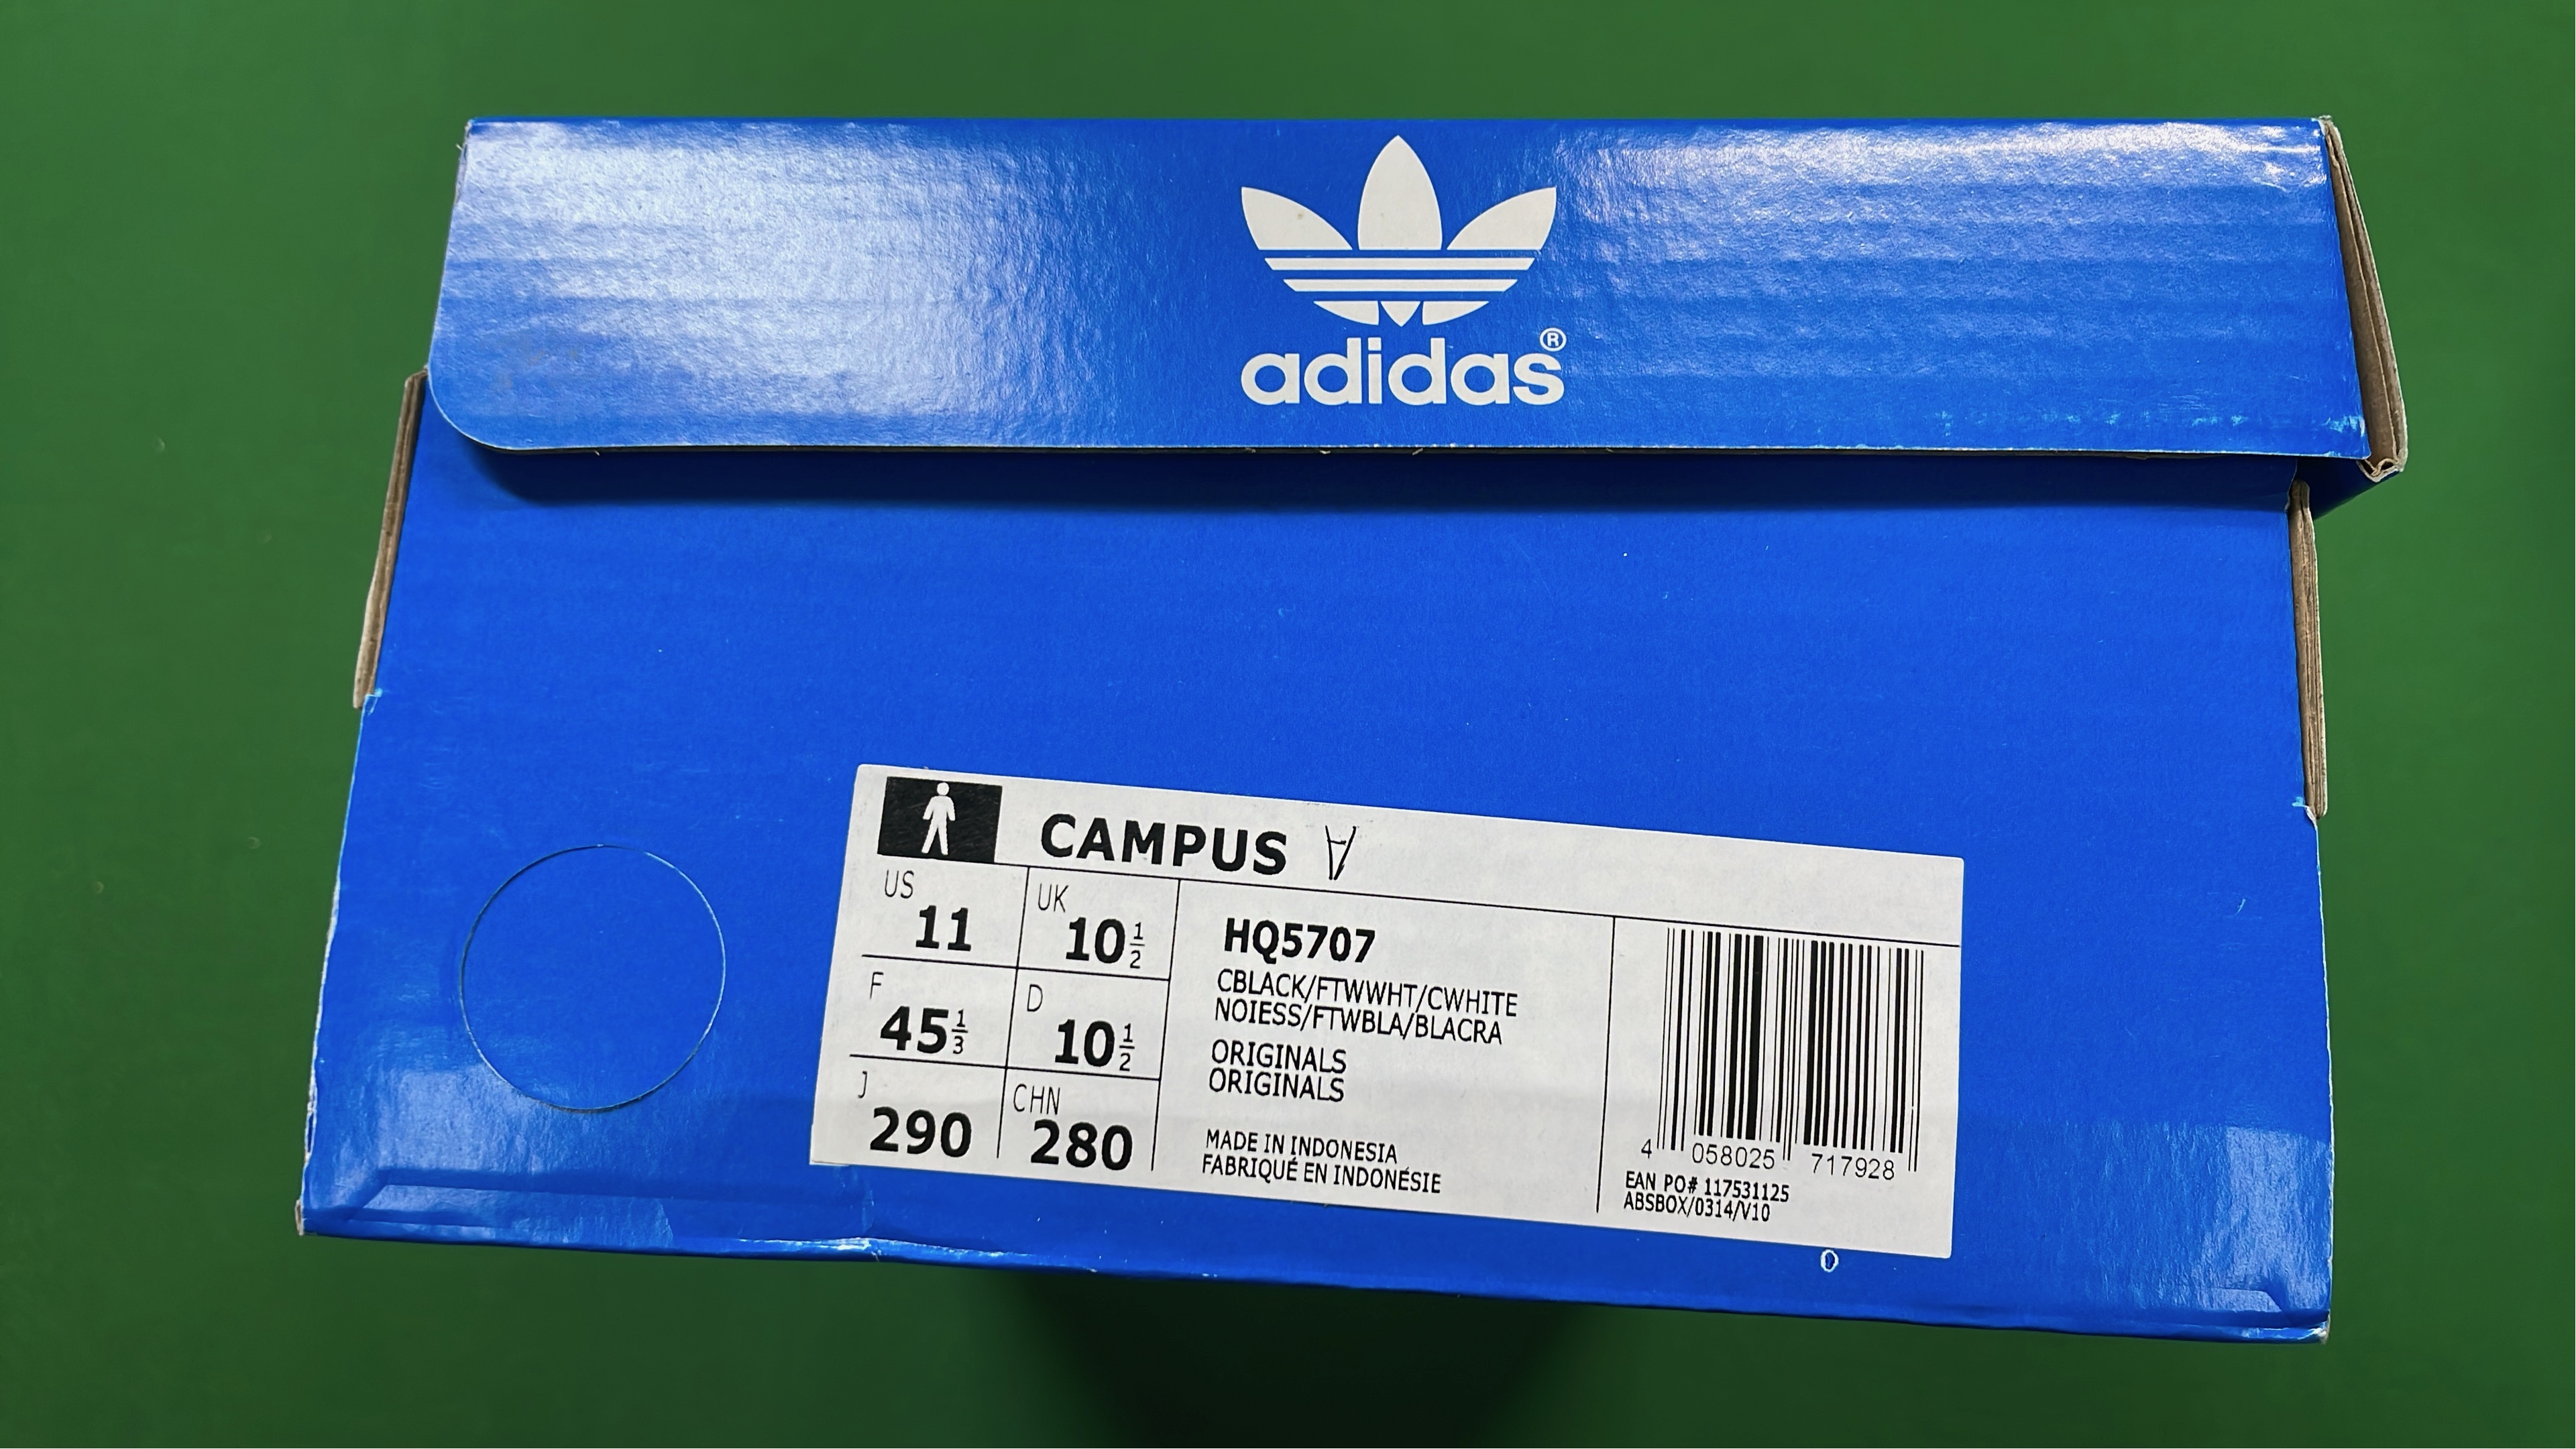 adidas®
CAMPUS
US 11 UK 10 1/2
F 45 1/3 D 10 1/2
J 290 CHN 280
HQ5707
CBLACK/FTWWHT/CWHITE
NOIESS/FTWBLA/BLACRA
ORIGINALS
ORIGINALS
MADE IN INDONESIA
FABRIQUÉ EN INDONÉSIE
4 058025 717928
EAN PO# 117531125
ABSBOX/0314/V10